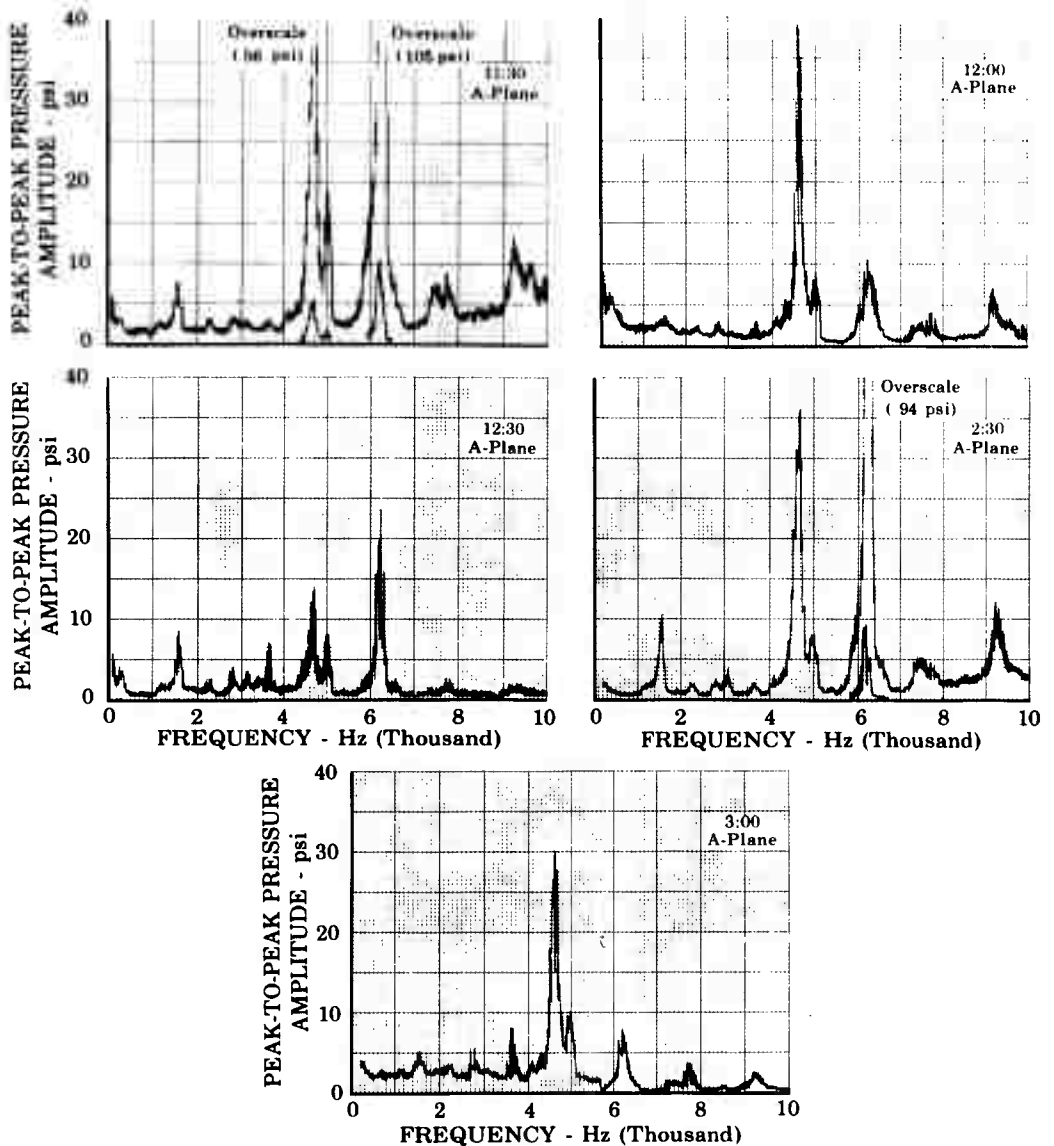 PEAK-TO-PEAK PRESSURE
AMPLITUDE - psi
40
30
20
10
0
Overscale
psi)
Overscale
(105 psi)
11:30
A-Plane
12:00
A-Plane
PEAK-TO-PEAK PRESSURE
AMPLITUDE - psi
40
30
20
10
0
12:30
A-Plane
0 2 4 6 8 10
FREQUENCY - Hz (Thousand)
Overscale
( 94 psi)
2:30
A-Plane
0 2 4 6 8 10
FREQUENCY - Hz (Thousand)
PEAK-TO-PEAK PRESSURE
AMPLITUDE - psi
40
30
20
10
0
3:00
A-Plane
0 2 4 6 8 10
FREQUENCY - Hz (Thousand)